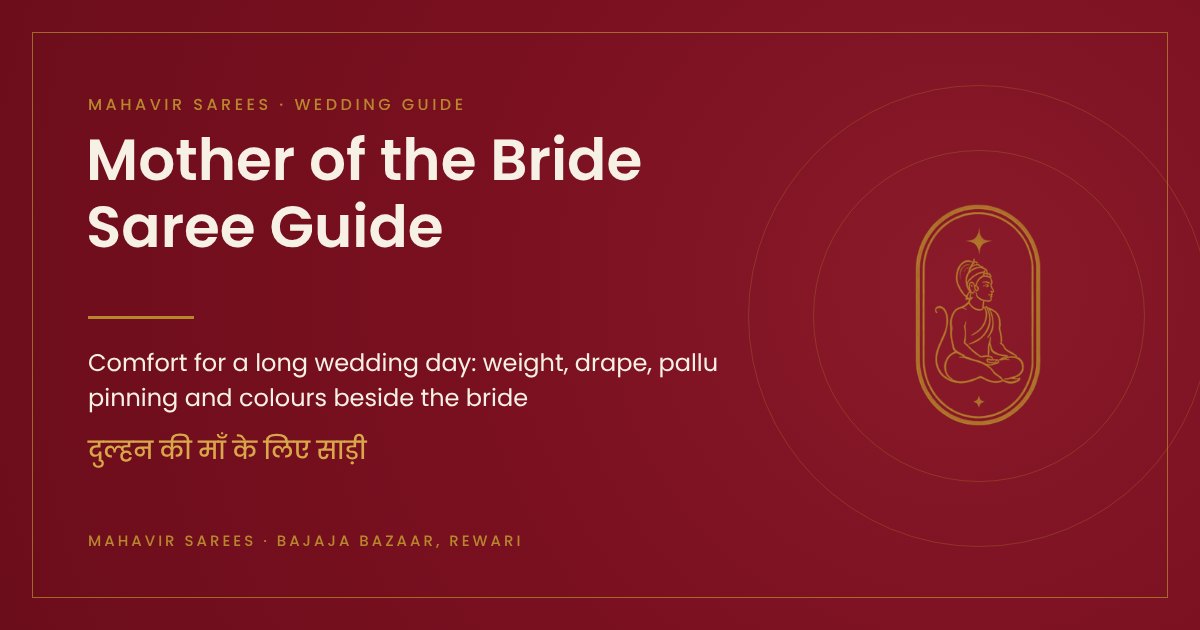 MAHAVIR SAREES · WEDDING GUIDE
Mother of the Bride
Saree Guide
Comfort for a long wedding day: weight, drape, pallu
pinning and colours beside the bride
दुल्हन की माँ के लिए साड़ी
MAHAVIR SAREES · BAJAJA BAZAAR, REWARI